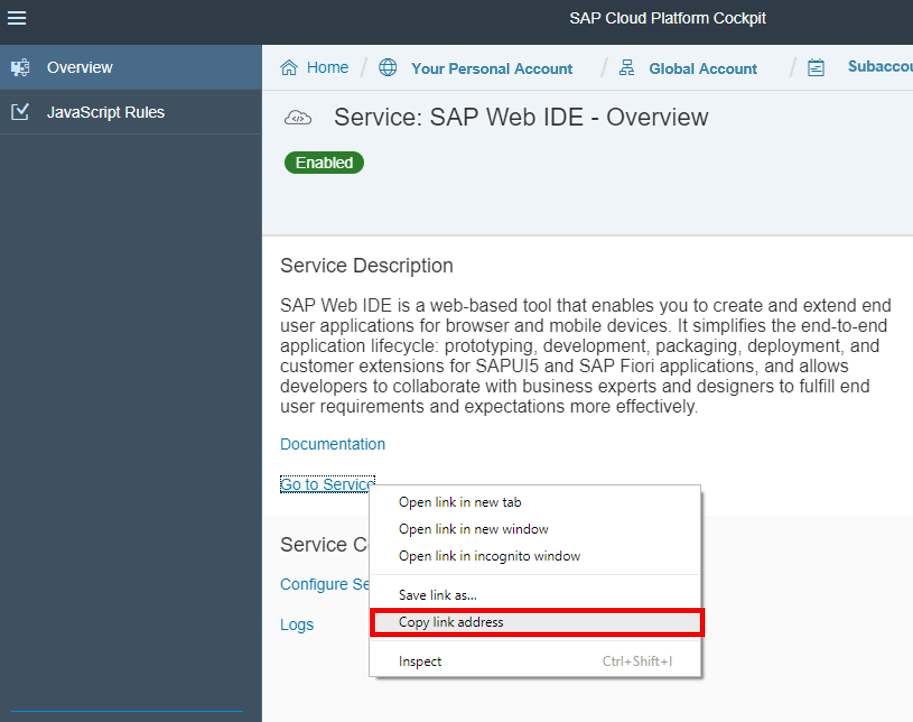 SAP Cloud Platform Cockpit
Overview
JavaScript Rules
Home / Your Personal Account / Global Account /
Service: SAP Web IDE - Overview
Enabled
Service Description
SAP Web IDE is a web-based tool that enables you to create and extend end
user applications for browser and mobile devices. It simplifies the end-to-end
application lifecycle: prototyping, development, packaging, deployment, and
customer extensions for SAPUI5 and SAP Fiori applications, and allows
developers to collaborate with business experts and designers to fulfill end
user requirements and expectations more effectively.
Documentation
Go to Service
Open link in new tab
Open link in new window
Open link in incognito window
Save link as...
Copy link address
Inspect Ctrl+Shift+I
Service
Configure
Logs